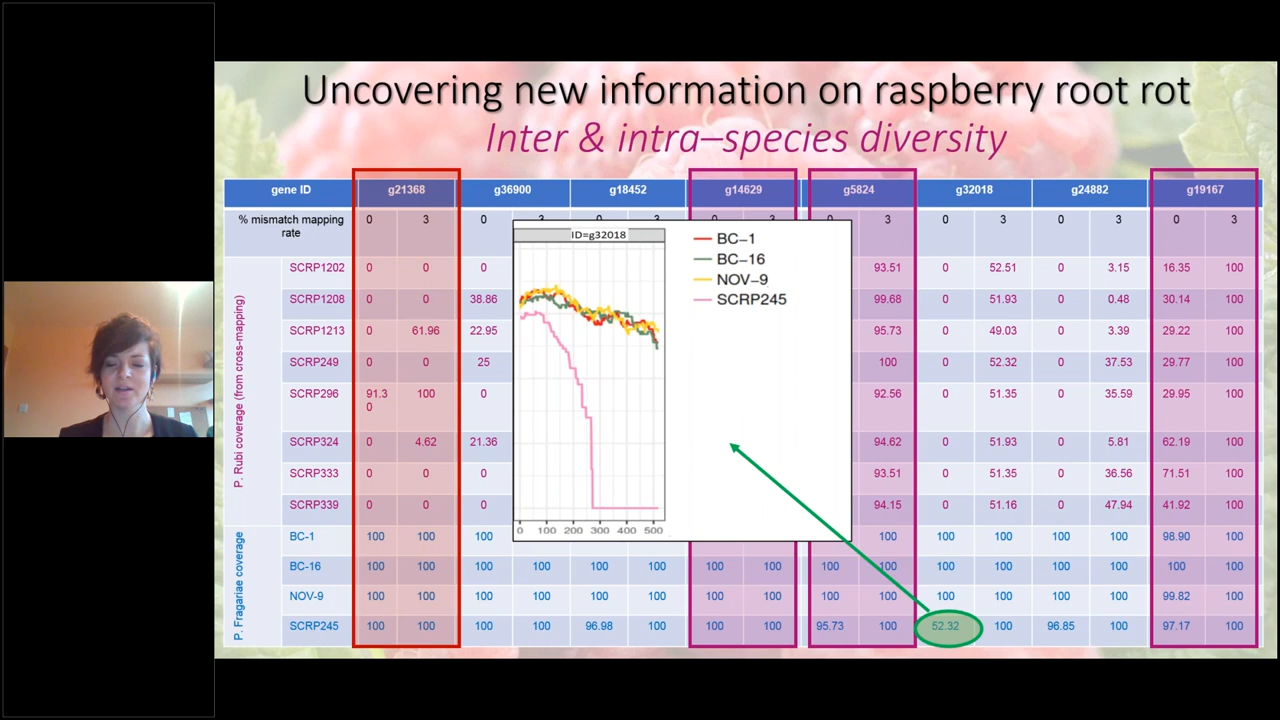 Uncovering new information on raspberry root rot
Inter & intra–species diversity
gene ID g21368 g36900 g18452 g14629 g5824 g32018 g24882 g19167
% mismatch mapping rate 0 3 0 3 0 3 0 3 0 3 0 3 0 3 0 3
P. Rubi coverage (from cross-mapping)
SCRP1202 0 0 0 93.51 0 52.51 0 3.15 16.35 100
SCRP1208 0 0 38.86 99.68 0 51.93 0 0.48 30.14 100
SCRP1213 0 61.96 22.95 95.73 0 49.03 0 3.39 29.22 100
SCRP249 0 0 25 100 0 52.32 0 37.53 29.77 100
SCRP296 91.30 100 0 92.56 0 51.35 0 35.59 29.95 100
SCRP324 0 4.62 21.36 94.62 0 51.93 0 5.81 62.19 100
SCRP333 0 0 0 93.51 0 51.35 0 36.56 71.51 100
SCRP339 0 0 0 94.15 0 51.16 0 47.94 41.92 100
P. Fragariae coverage
BC-1 100 100 100 100 100 100 100 100 98.90 100
BC-16 100 100 100 100 100 100 100 100 100 100 100 100 100 100 100 100
NOV-9 100 100 100 100 100 100 100 100 100 100 100 100 100 100 99.82 100
SCRP245 100 100 100 100 96.98 100 100 100 95.73 100 52.32 100 96.85 100 97.17 100
ID=g32018
BC–1
BC–16
NOV–9
SCRP245
0 100 200 300 400 500